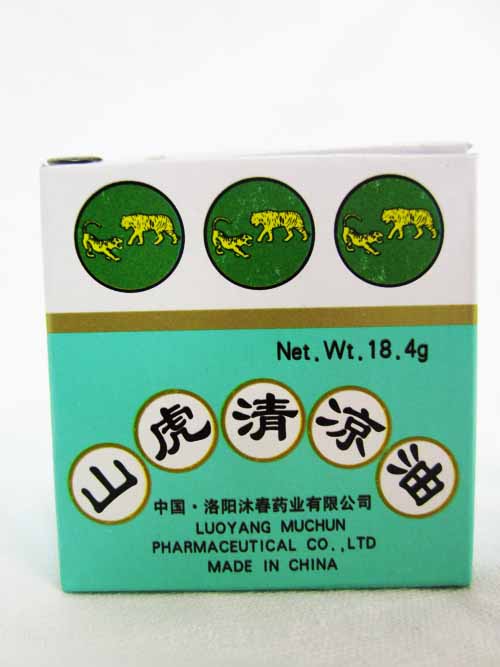 Net.Wt.18.4g
山虎清凉油
中国·洛阳沐春药业有限公司
LUOYANG MUCHUN
PHARMACEUTICAL CO.,LTD
MADE IN CHINA